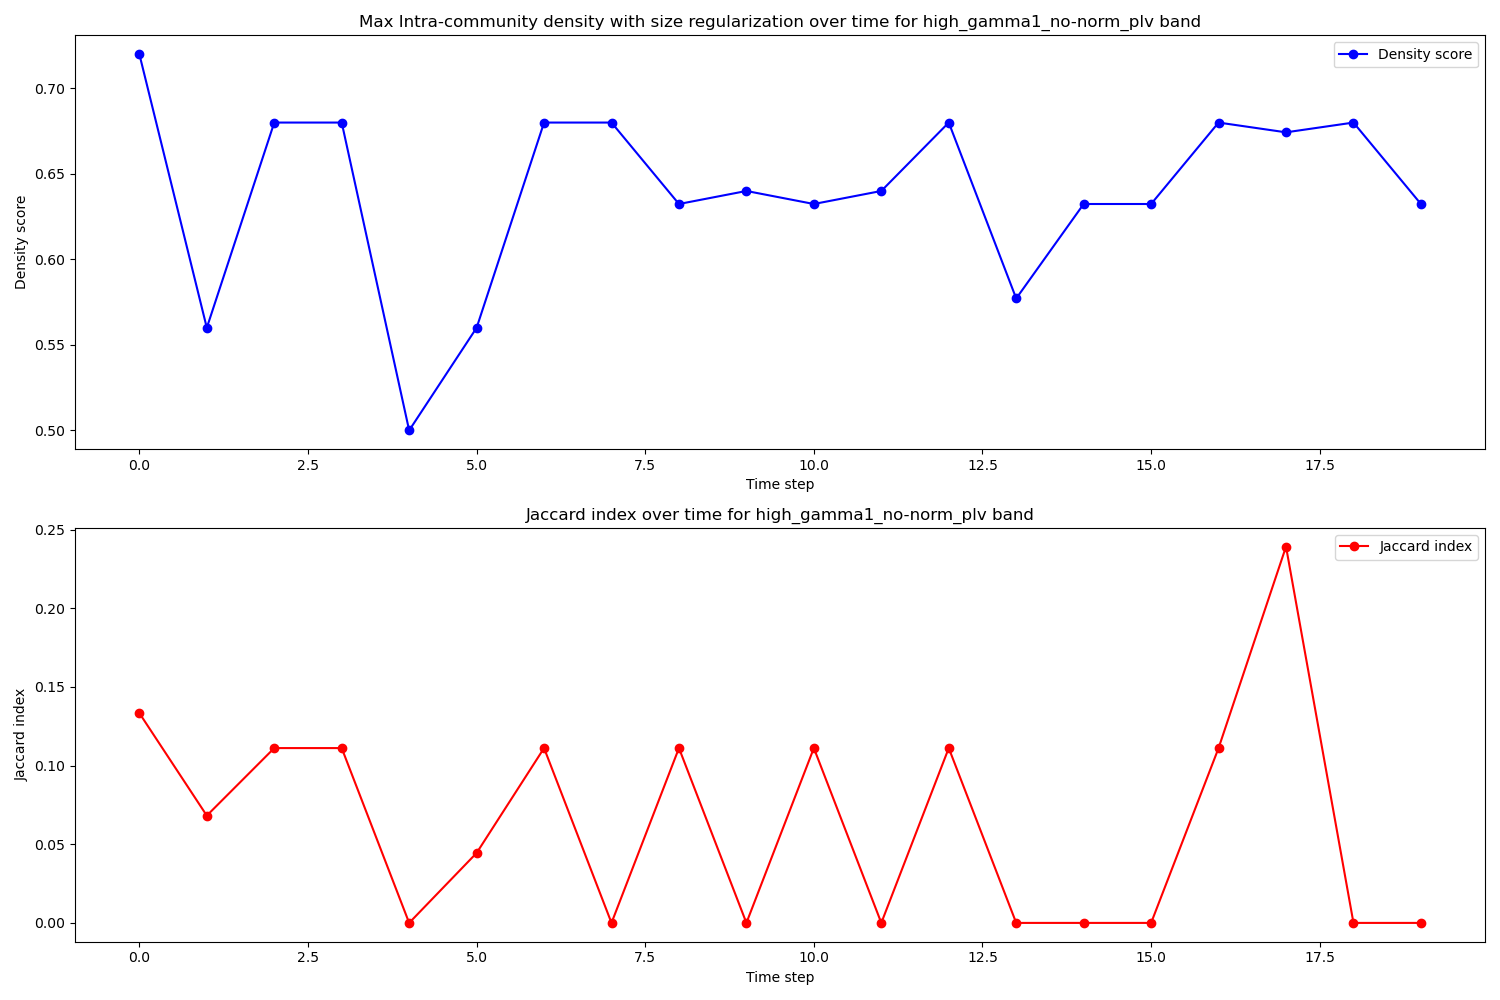 Max Intra-community density with size regularization over time for high_gamma1_no-norm_plv band
Density score
0.70
0.65
0.60
0.55
0.50
Density score
0.0 2.5 5.0 7.5 10.0 12.5 15.0 17.5
Time step
Jaccard index over time for high_gamma1_no-norm_plv band
Jaccard index
0.25
0.20
0.15
0.10
0.05
0.00
Jaccard index
0.0 2.5 5.0 7.5 10.0 12.5 15.0 17.5
Time step